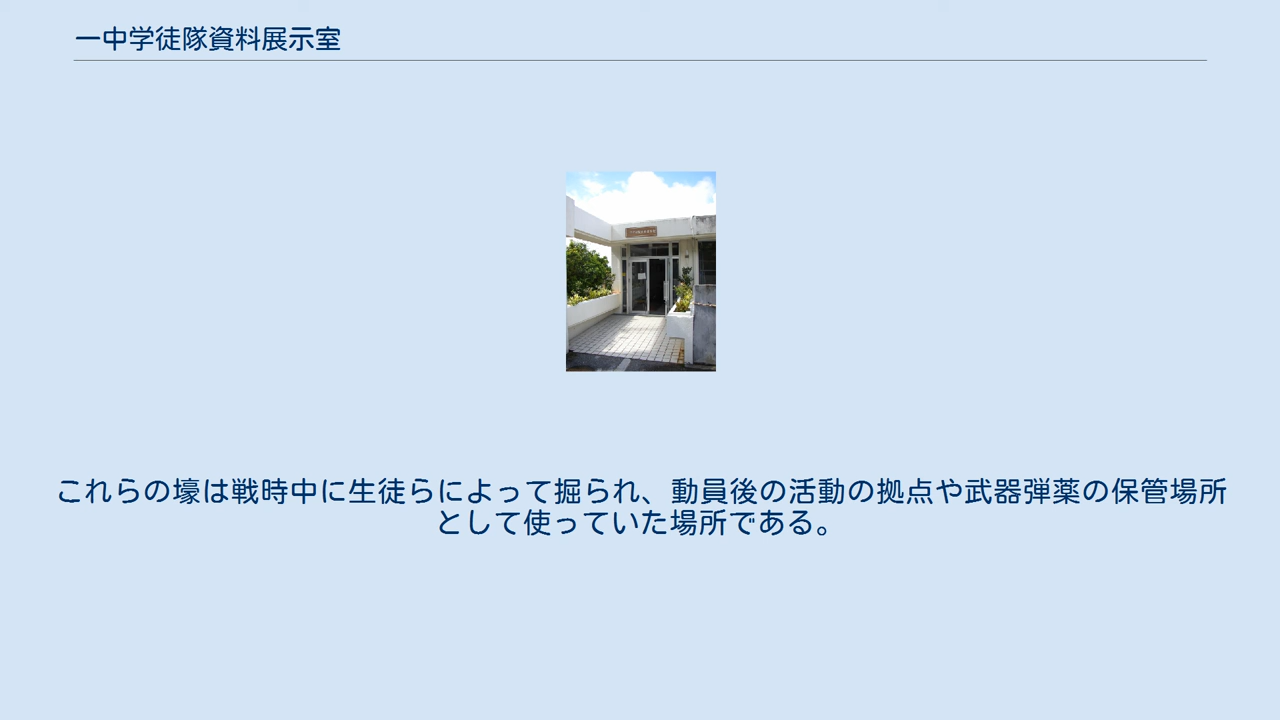 一中学徒隊資料展示室
これらの壕は戦時中に生徒らによって掘られ、動員後の活動の拠点や武器弾薬の保管場所
として使っていた場所である。